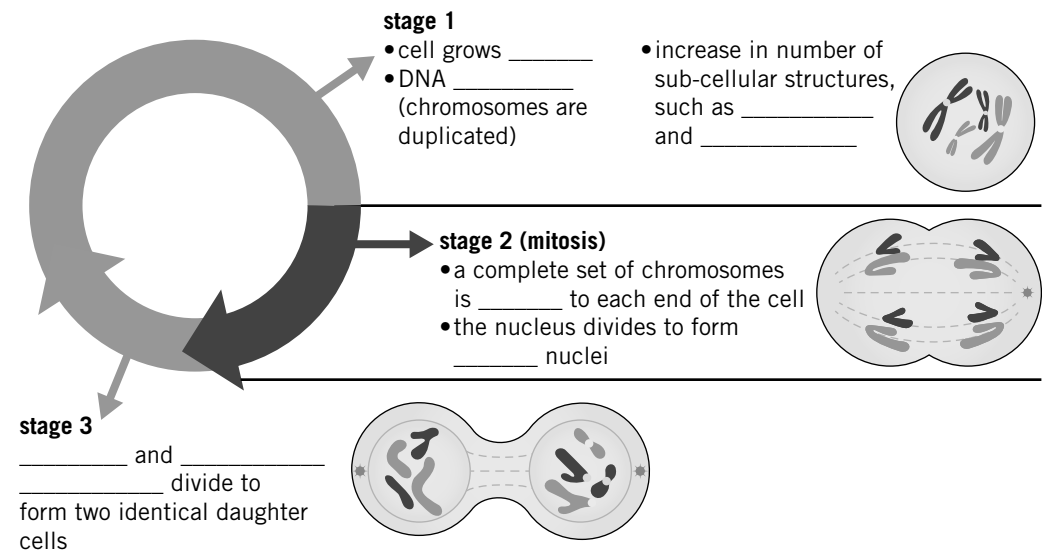 stage 1
•cell grows _______
•DNA __________
(chromosomes are
duplicated)
•increase in number of
sub-cellular structures,
such as ___________
and _____________
stage 2 (mitosis)
•a complete set of chromosomes
is _______ to each end of the cell
•the nucleus divides to form
_______ nuclei
stage 3
_________ and ____________
____________ divide to
form two identical daughter
cells